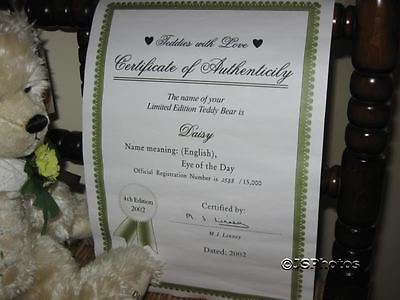 ♥ Teddies with Love ♥
Certificate of Authenticity
The name of your
Limited Edition Teddy Bear is
Daisy
Name meaning: (English),
Eye of the Day
Official Registration Number is 2588 /15,000
4th Edition
2002
Certified by:
M J Linney
M J. Linney
Dated: 2002
©JSPhotos